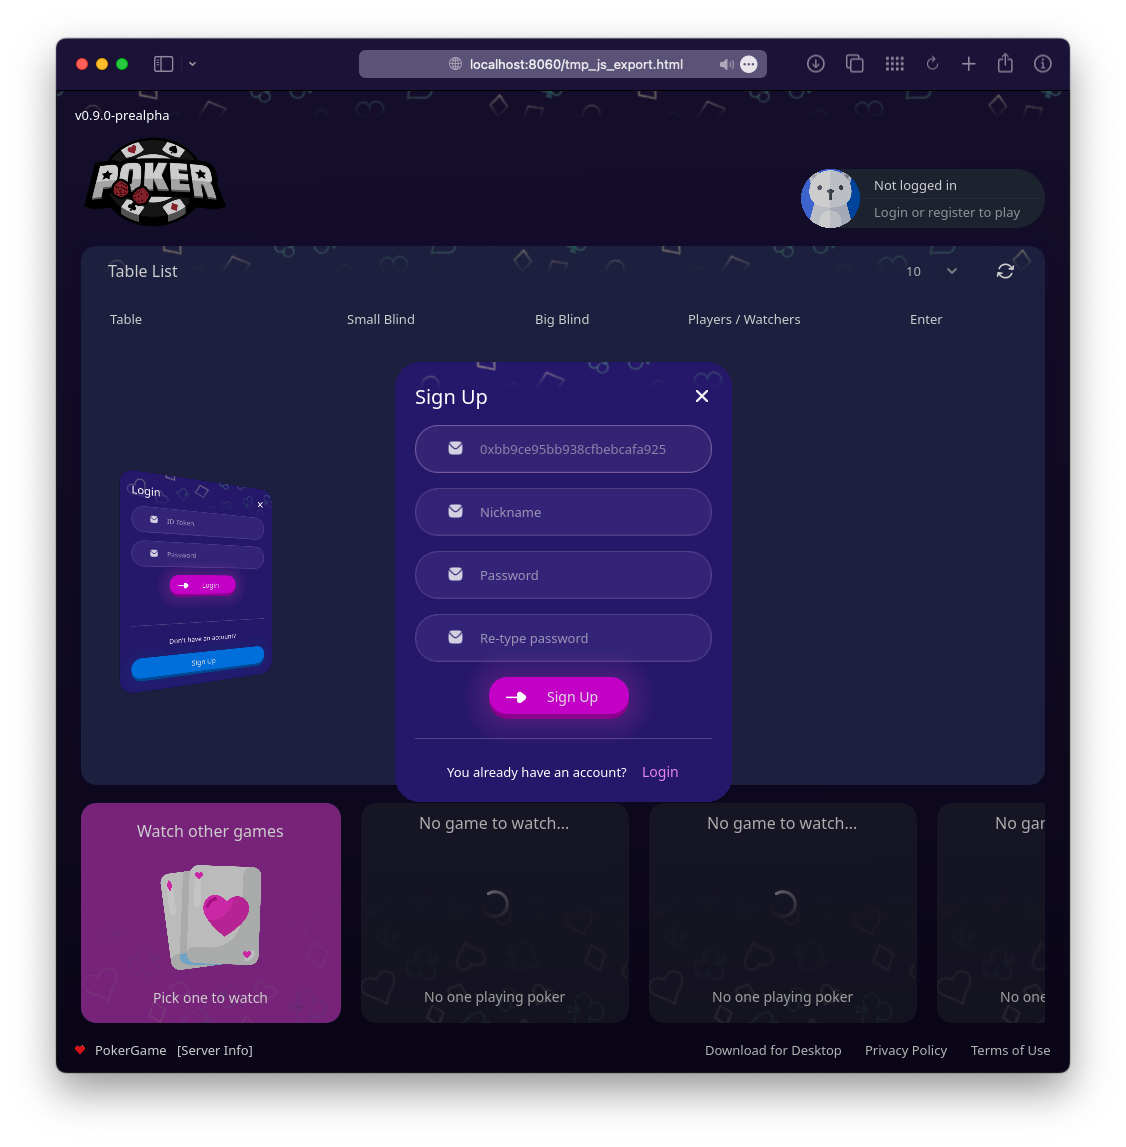 localhost:8060/tmp_js_export.html
v0.9.0-prealpha
POKER
Not logged in
Login or register to play
Table List
10
Table
Small Blind
Big Blind
Players / Watchers
Enter
Sign Up
0xbb9ce95bb938cfbebcafa925
Nickname
Password
Re-type password
Sign Up
You already have an account? Login
Login
x
ID Token
Password
Login
Don't have an account?
Sign Up
Watch other games
Pick one to watch
No game to watch...
No one playing poker
No game to watch...
No one playing poker
No gar
No one
PokerGame [Server Info]
Download for Desktop
Privacy Policy
Terms of Use